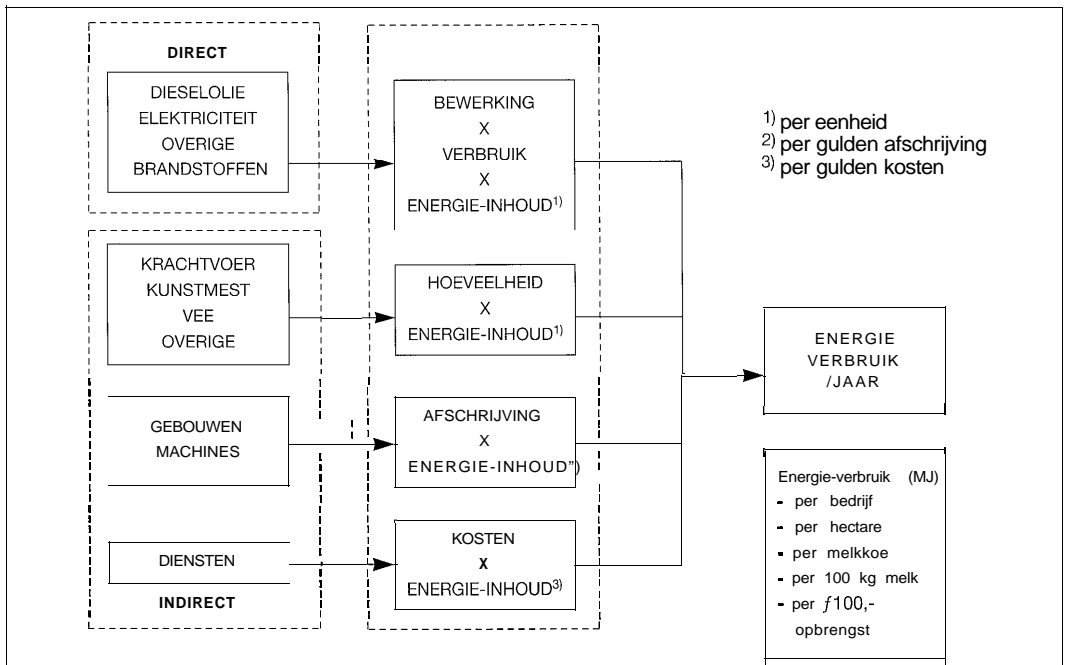 DIRECT
DIESELOLIE
ELEKTRICITEIT
OVERIGE
BRANDSTOFFEN
BEWERKING
X
VERBRUIK
X
ENERGIE-INHOUD1)
1) per eenheid
2) per gulden afschrijving
3) per gulden kosten
KRACHTVOER
KUNSTMEST
VEE
OVERIGE
HOEVEELHEID
X
ENERGIE-INHOUD1)
GEBOUWEN
MACHINES
AFSCHRIJVING
X
ENERGIE-INHOUD")
DIENSTEN
INDIRECT
KOSTEN
X
ENERGIE-INHOUD3)
ENERGIE
VERBRUIK
/JAAR
Energie-verbruik (MJ)
- per bedrijf
- per hectare
- per melkkoe
- per 100 kg melk
- per ƒ100,-
opbrengst